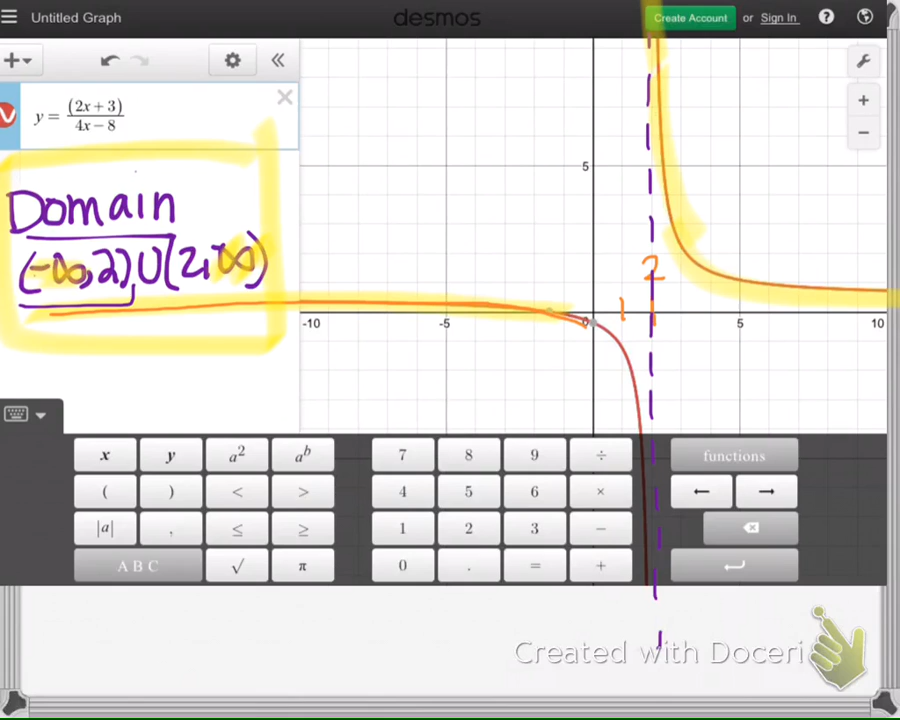 Untitled Graph
desmos
Create Account or Sign In ?
y = (2x + 3) / 4x − 8
Domain
(-∞,2)∪(2,∞)
5
2
1
-10 -5 0 5 10
x y a² aᵇ 7 8 9 ÷ functions
( ) < > 4 5 6 × ← →
|a| , ≤ ≥ 1 2 3 −
A B C √ π 0 . = +
Created with Doceri